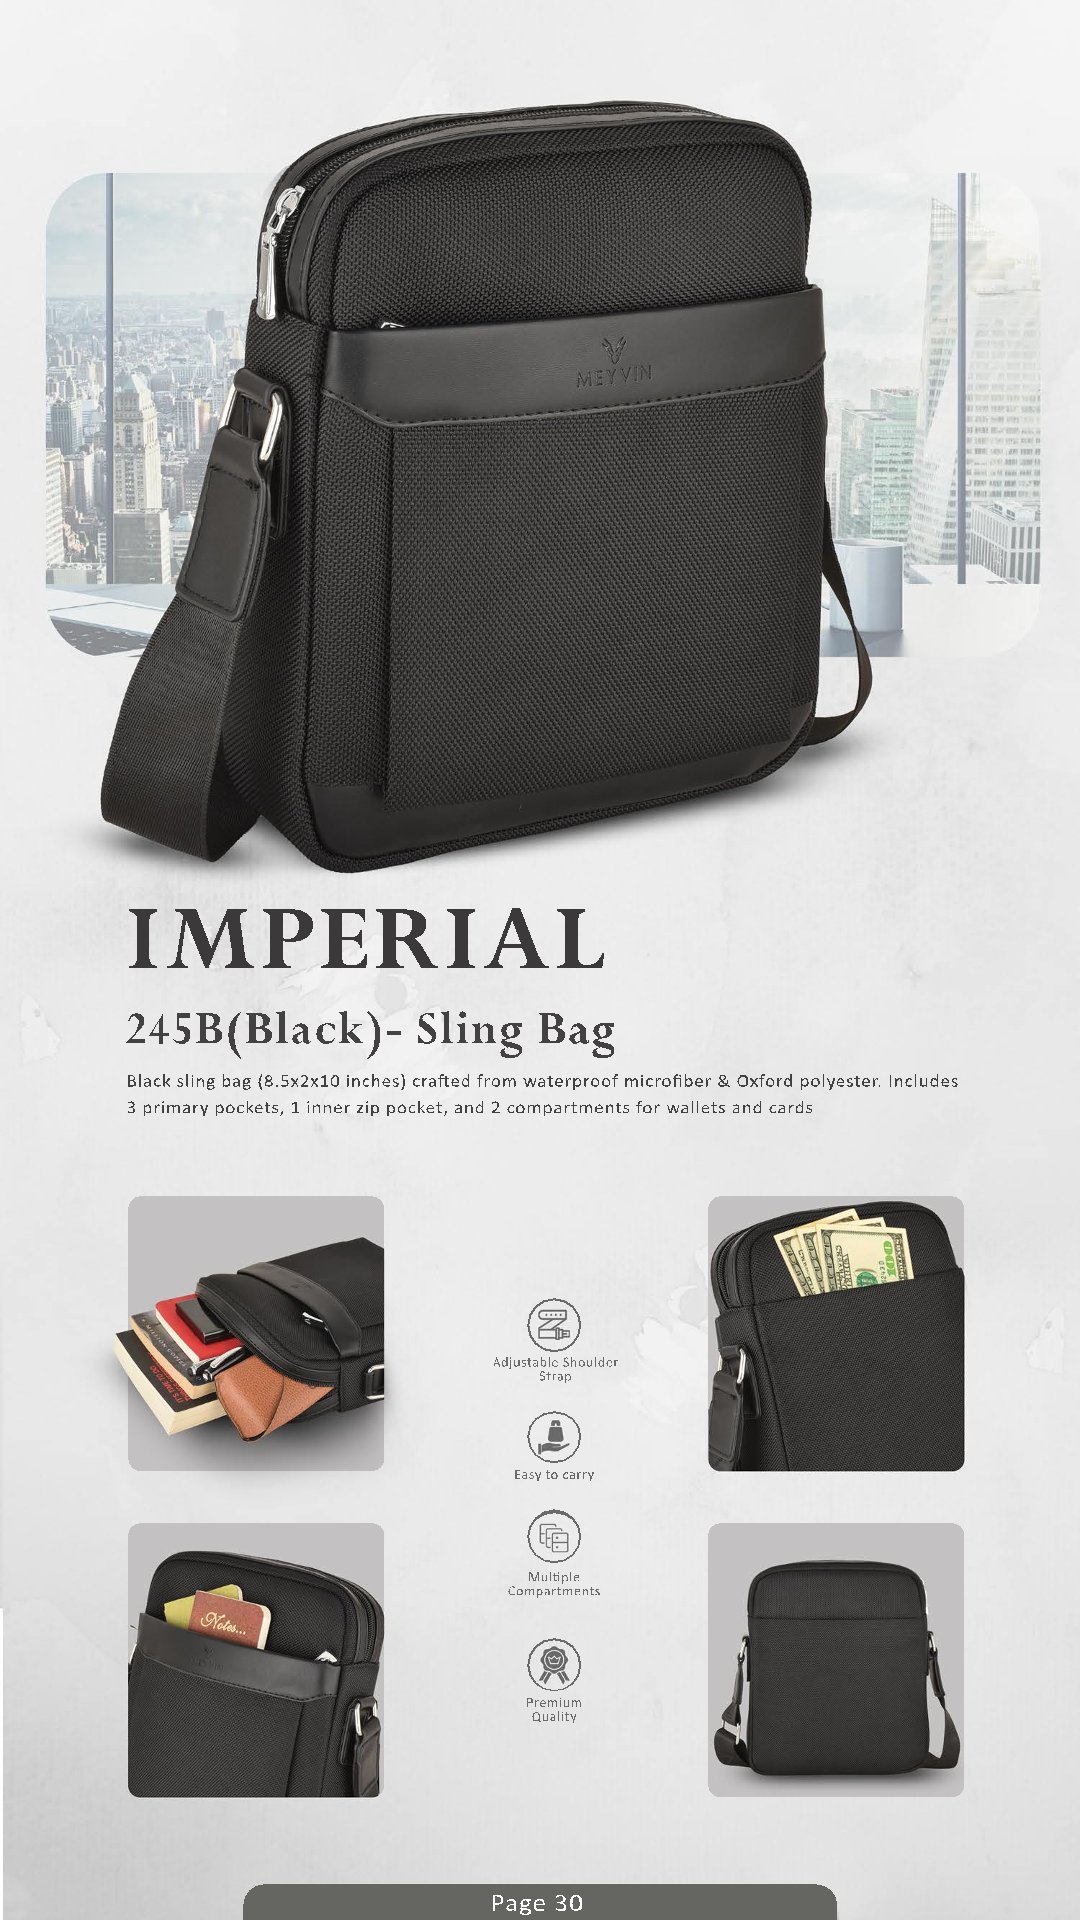 MEYVIN
IMPERIAL
245B(Black)- Sling Bag
Black sling bag (8.5x2x10 inches) crafted from waterproof microfiber & Oxford polyester. Includes
3 primary pockets, 1 inner zip pocket, and 2 compartments for wallets and cards
Adjustable Shoulder
Strap
Easy to carry
Multiple
Compartments
Premium
Quality
100
Notes...
Page 30